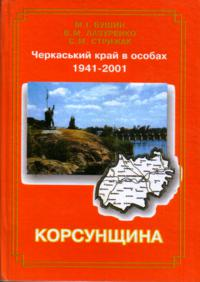 М.І. БУШИН
В.М. ЛАЗУРЕНКО
С.М. СТРИЖАК
Черкаський край в особах
1941-2001
КОРСУНЩИНА